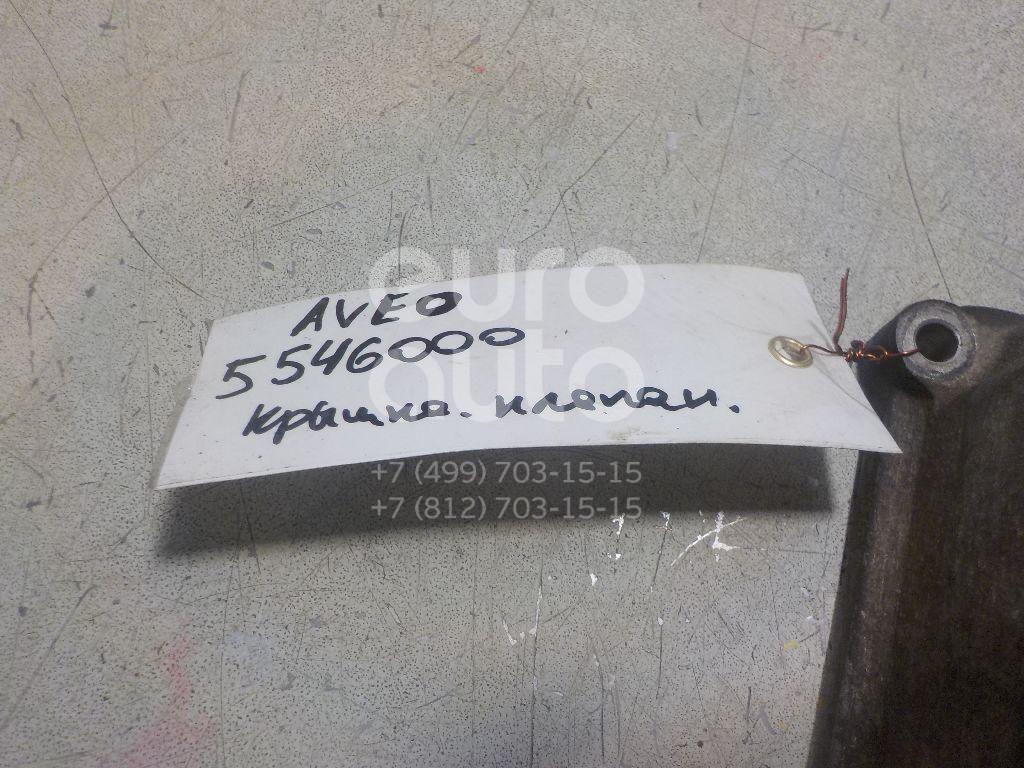 euro
auto
AVEO
5546000
Крышка. клапан.
+7 (499) 703-15-15
+7 (812) 703-15-15